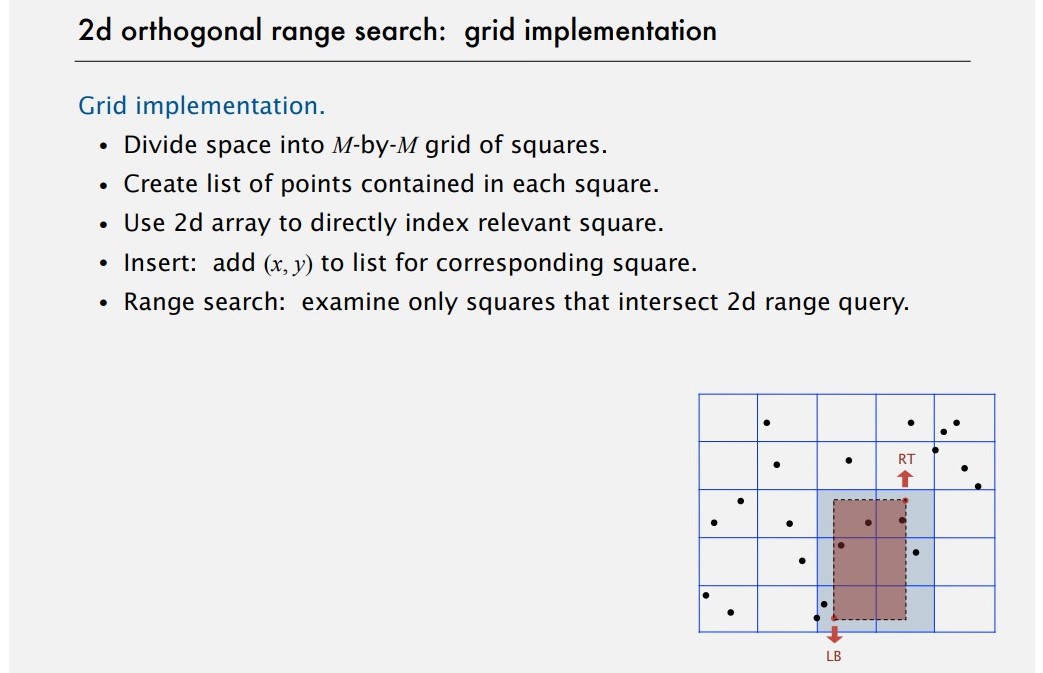 2d orthogonal range search: grid implementation
Grid implementation.
• Divide space into M-by-M grid of squares.
• Create list of points contained in each square.
• Use 2d array to directly index relevant square.
• Insert: add (x, y) to list for corresponding square.
• Range search: examine only squares that intersect 2d range query.
RT
LB